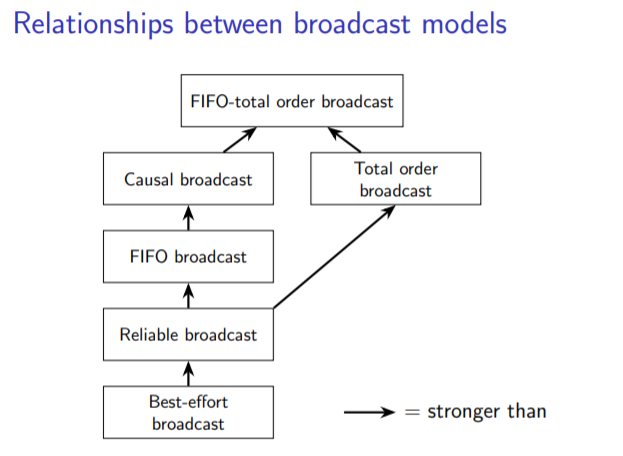 Relationships between broadcast models
FIFO-total order broadcast
Causal broadcast
Total order
broadcast
FIFO broadcast
Reliable broadcast
Best-effort
broadcast
= stronger than